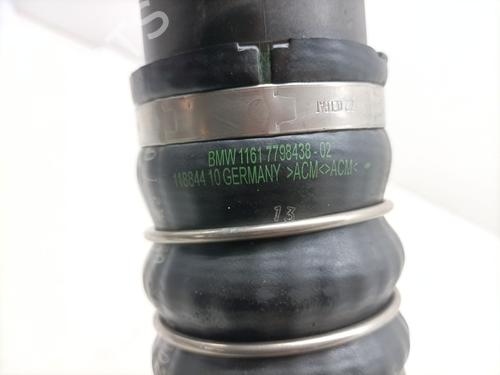 BMW 1161 7798438 - 02
118844 10 GERMANY >ACM<>ACM<
13